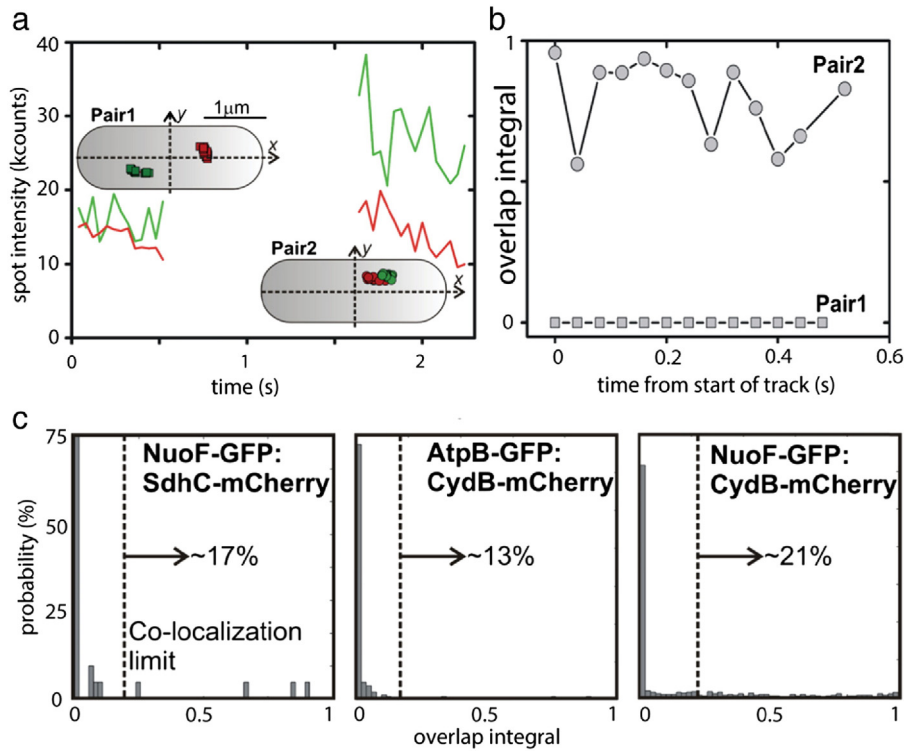 a
40
30
20
10
0
spot intensity (kcounts)
0
1
2
time (s)
Pair1
y
1μm
x
Pair2
y
x
b
1
0
overlap integral
Pair2
Pair1
0
0.2
0.4
0.6
time from start of track (s)
c
75
50
25
0
probability (%)
NuoF-GFP:
SdhC-mCherry
~17%
Co-localization
limit
0.5
1
AtpB-GFP:
CydB-mCherry
~13%
0
0.5
1
NuoF-GFP:
CydB-mCherry
~21%
0
0.5
1
overlap integral